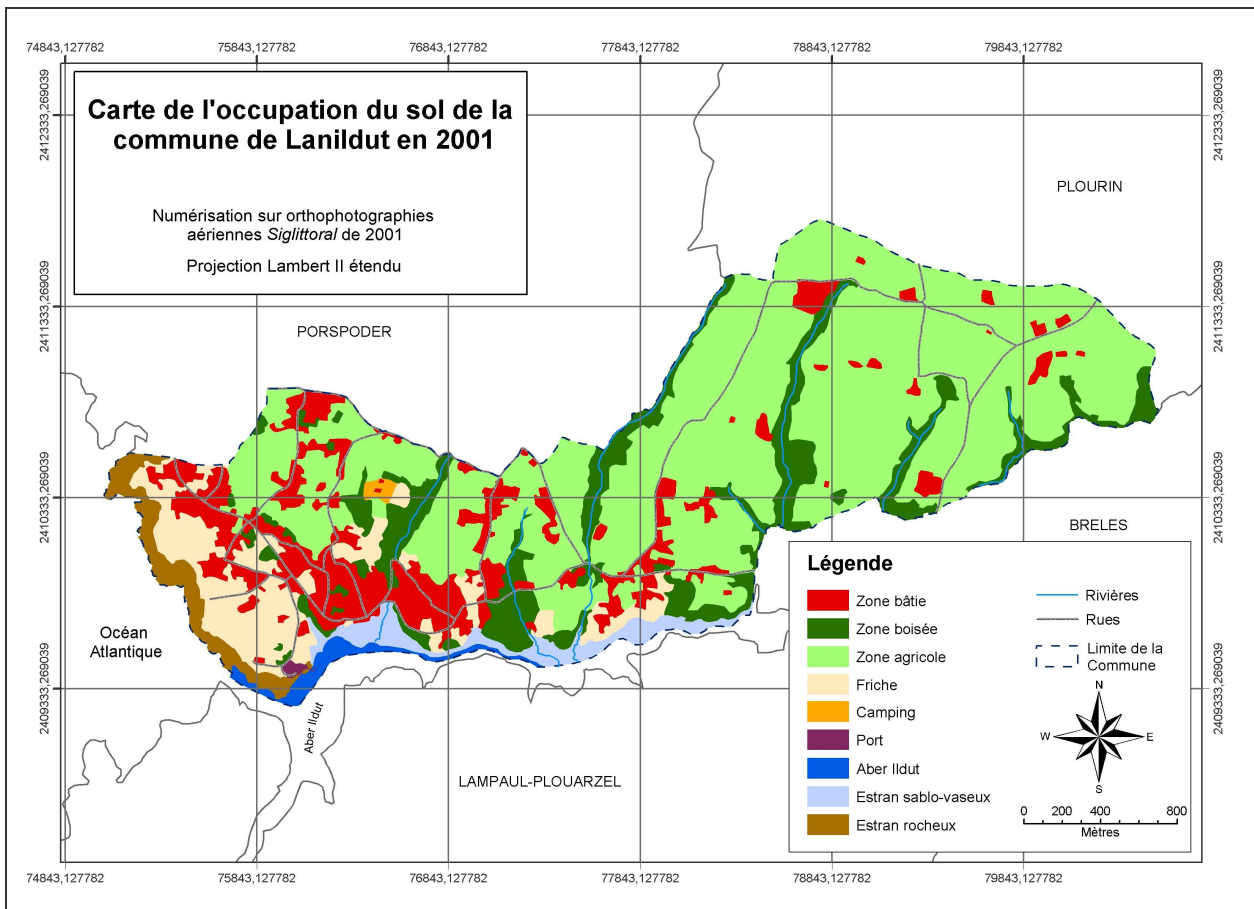 74843,127782 75843,127782 76843,127782 77843,127782 78843,127782 79843,127782
Carte de l'occupation du sol de la
commune de Lanildut en 2001
Numérisation sur orthophotographies
aériennes Siglittoral de 2001
Projection Lambert II étendu
2412333,269039
2412333,269039
PLOURIN
2411333,269039
2411333,269039
PORSPODER
2410333,269039
2410333,269039
BRELES
Océan
Atlantique
2409333,269039
2409333,269039
Aber Ildut
LAMPAUL-PLOUARZEL
Légende
Zone bâtie
Zone boisée
Zone agricole
Friche
Camping
Port
Aber Ildut
Estran sablo-vaseux
Estran rocheux
Rivières
Rues
Limite de la
Commune
N
W E
S
0 200 400 800
Mètres
74843,127782 75843,127782 76843,127782 77843,127782 78843,127782 79843,127782